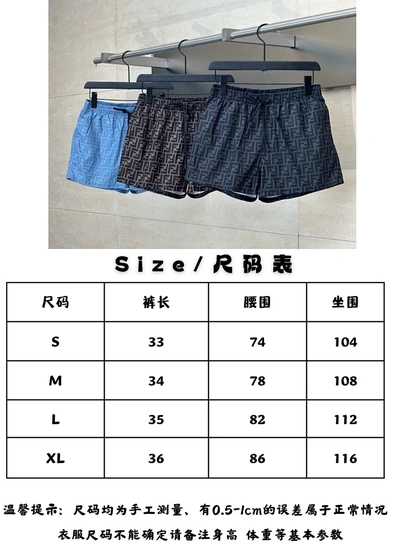 Size/尺码表
尺码 裤长 腰围 坐围
S 33 74 104
M 34 78 108
L 35 82 112
XL 36 86 116
温馨提示: 尺码均为手工测量、有0.5-1cm的误差属于正常情况
衣服尺码不能确定请备注身高 体重等基本参数